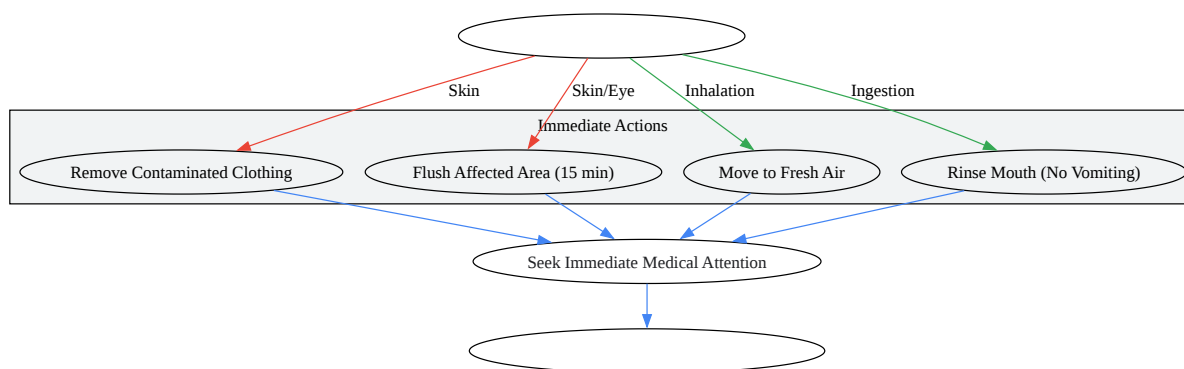 Skin
Skin/Eye
Inhalation
Ingestion
Immediate Actions
Remove Contaminated Clothing
Flush Affected Area (15 min)
Move to Fresh Air
Rinse Mouth (No Vomiting)
Seek Immediate Medical Attention